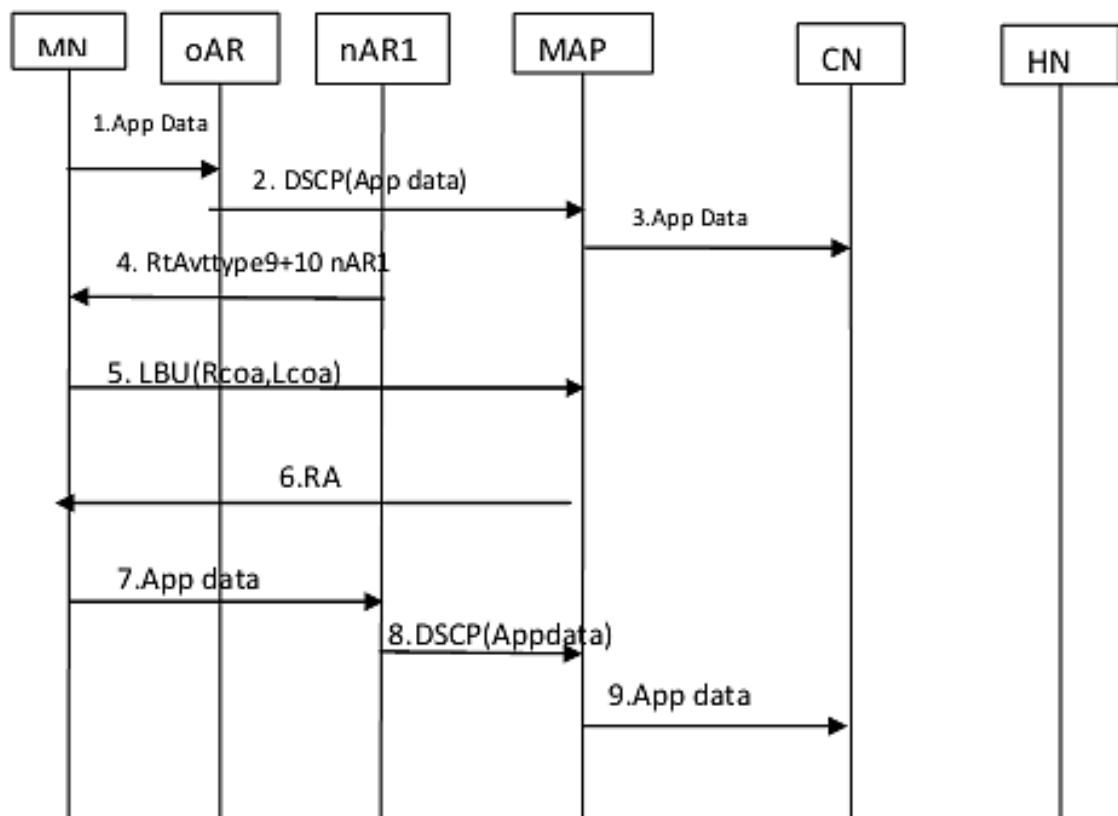 MN
oAR
nAR1
MAP
CN
HN
1.App Data
2. DSCP(App data)
3.App Data
4. RtAvttype9+10 nAR1
5. LBU(Rcoa,Lcoa)
6.RA
7.App data
8.DSCP(Appdata)
9.App data